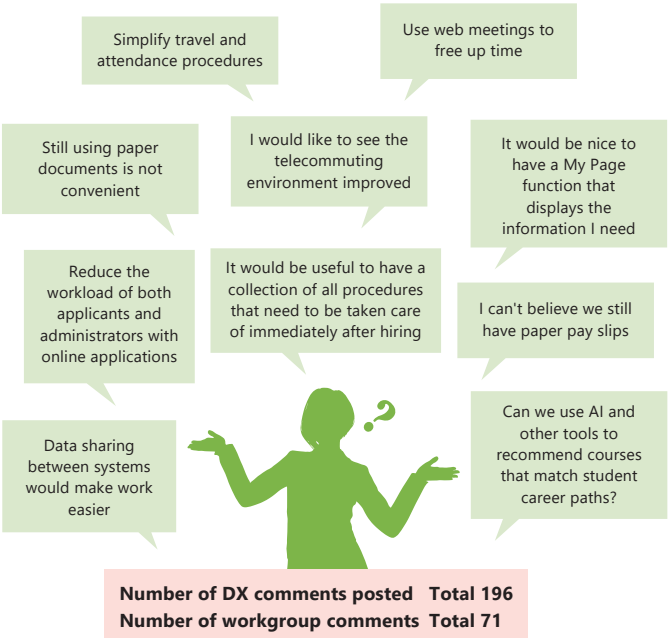 Simplify travel and
attendance procedures
Use web meetings to
free up time
Still using paper
documents is not
convenient
I would like to see the
telecommuting
environment improved
It would be nice to
have a My Page
function that
displays the
information I need
Reduce the
workload of both
applicants and
administrators with
online applications
It would be useful to have a
collection of all procedures
that need to be taken care
of immediately after hiring
I can't believe we still
have paper pay slips
Data sharing
between systems
would make work
easier
?
Can we use AI and
other tools to
recommend courses
that match student
career paths?
Number of DX comments posted Total 196
Number of workgroup comments Total 71